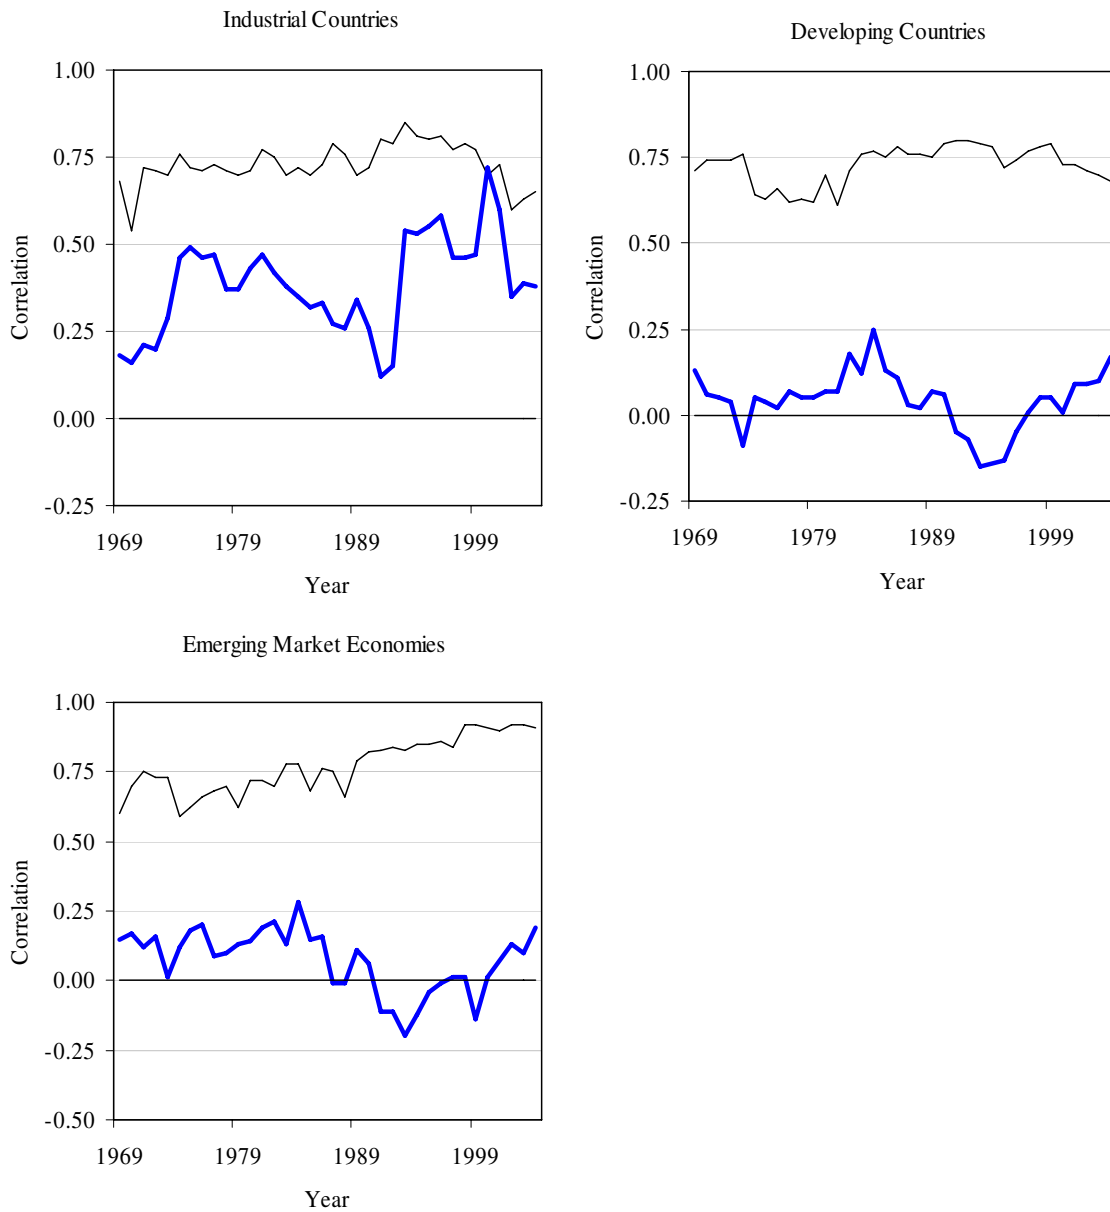 Industrial Countries
1.00
0.75
0.50
0.25
0.00
-0.25
Correlation
1969 1979 1989 1999
Year
Developing Countries
1.00
0.75
0.50
0.25
0.00
-0.25
Correlation
1969 1979 1989 1999
Year
Emerging Market Economies
1.00
0.75
0.50
0.25
0.00
-0.25
-0.50
Correlation
1969 1979 1989 1999
Year